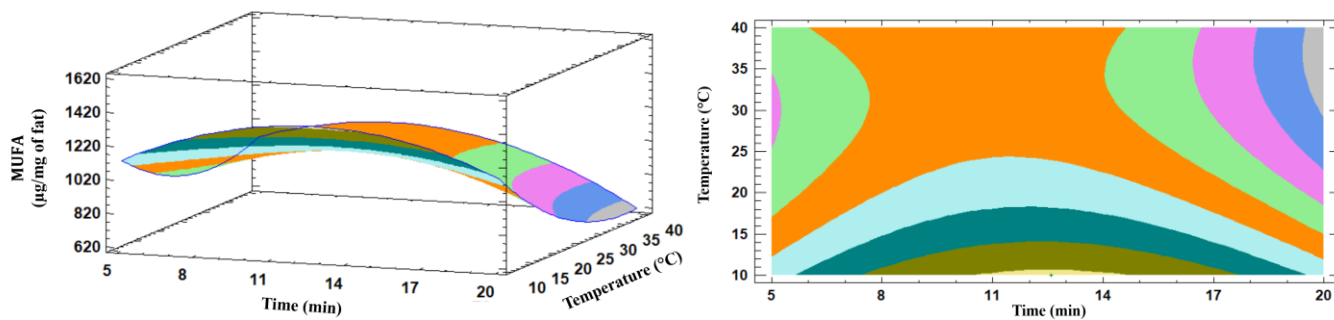 1620
1420
1220
1020
820
620
MUFA
(µg/mg of fat)
5 8 11 14 17 20
Time (min)
10 15 20 25 30 35 40
Temperature (°C)
40
35
30
25
20
15
10
Temperature (°C)
5 8 11 14 17 20
Time (min)